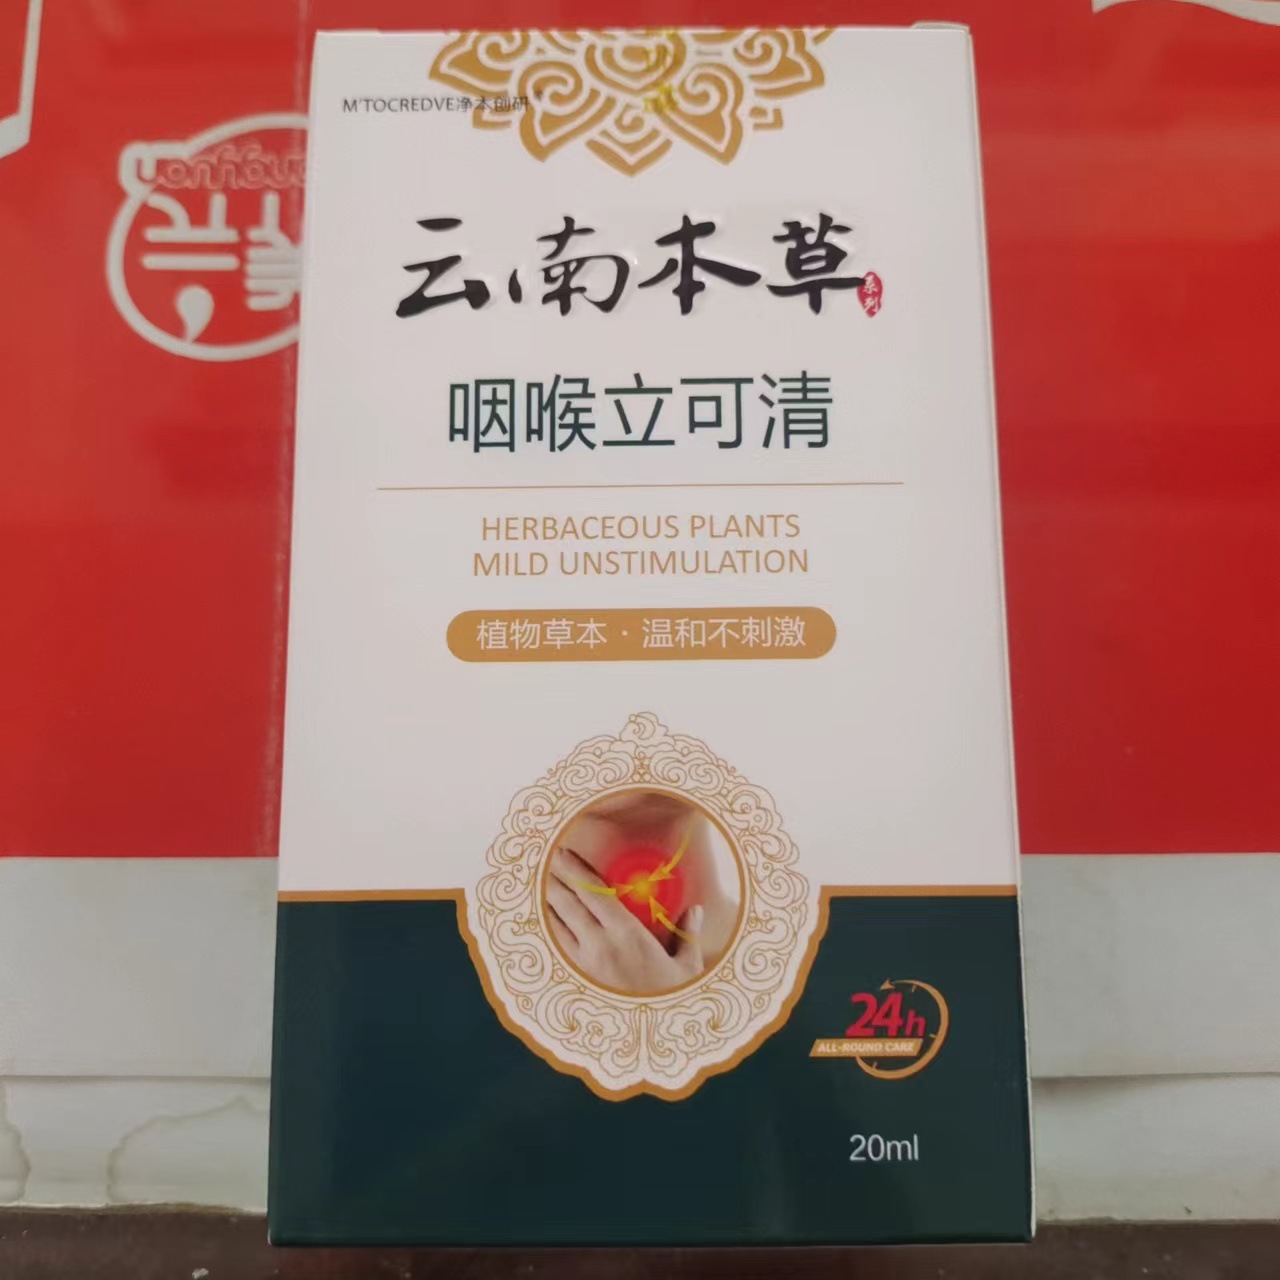 M'TOCREDVE净本创研
云南本草
系列
咽喉立可清
HERBACEOUS PLANTS
MILD UNSTIMULATION
植物草本·温和不刺激
24h
ALL-ROUND CARE
20ml